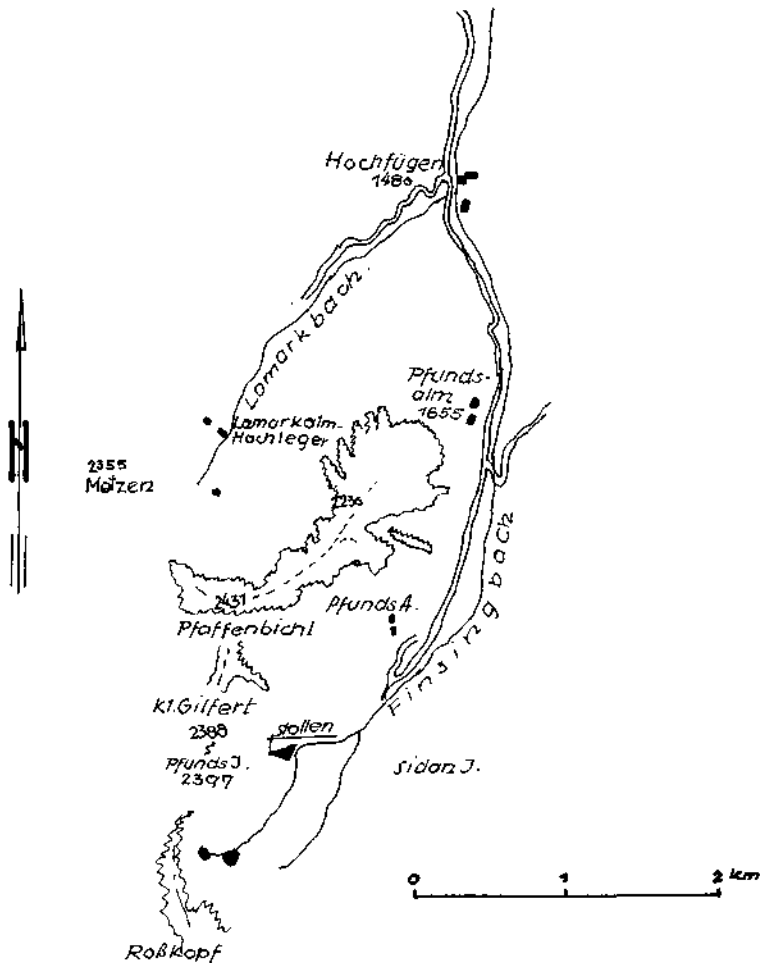 Hochfügen
1480
Lamarkbach.
Pfunds-
alm
1655
Lamarkalm-
Hochleger
N
2355
Metzen
2236
2431
Pfaffenbichl
Pfunds A.
Finsingbach
Kl. Gilfert
2388
Stollen
Pfunds J.
2397
Sidan J.
0 1 2 km
Roßkopf